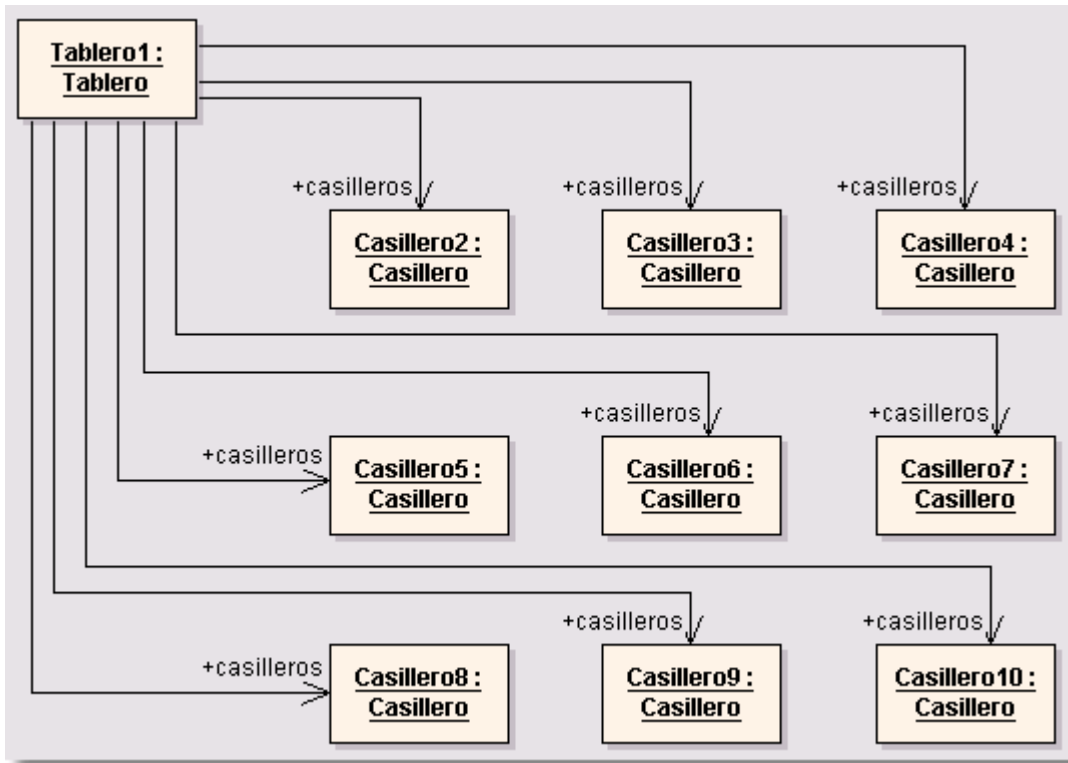 Tablero1 :
Tablero
+casilleros
+casilleros
+casilleros
Casillero2 :
Casillero
Casillero3 :
Casillero
Casillero4 :
Casillero
+casilleros
+casilleros
+casilleros
Casillero5 :
Casillero
Casillero6 :
Casillero
Casillero7 :
Casillero
+casilleros
+casilleros
+casilleros
Casillero8 :
Casillero
Casillero9 :
Casillero
Casillero10 :
Casillero